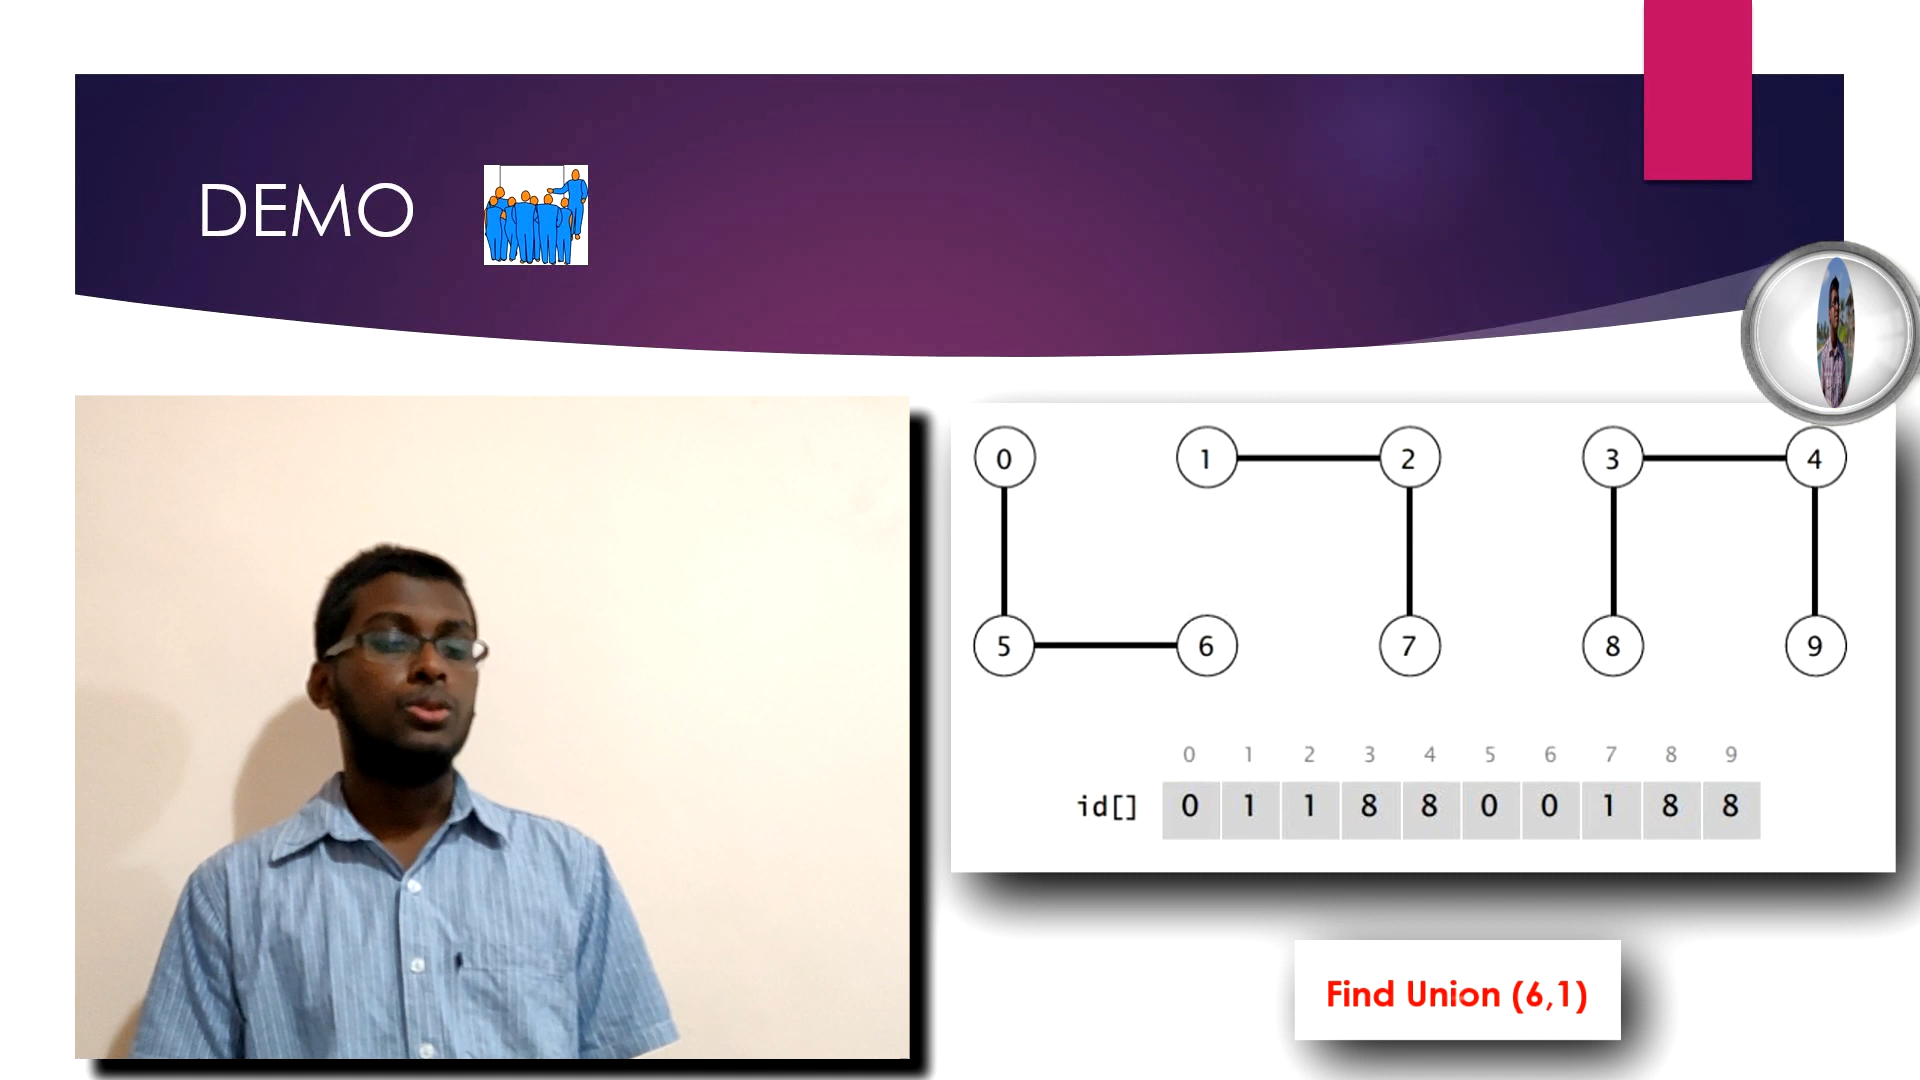 DEMO
0 1 2 3 4
5 6 7 8 9
0 1 2 3 4 5 6 7 8 9
id[] 0 1 1 8 8 0 0 1 8 8
Find Union (6,1)